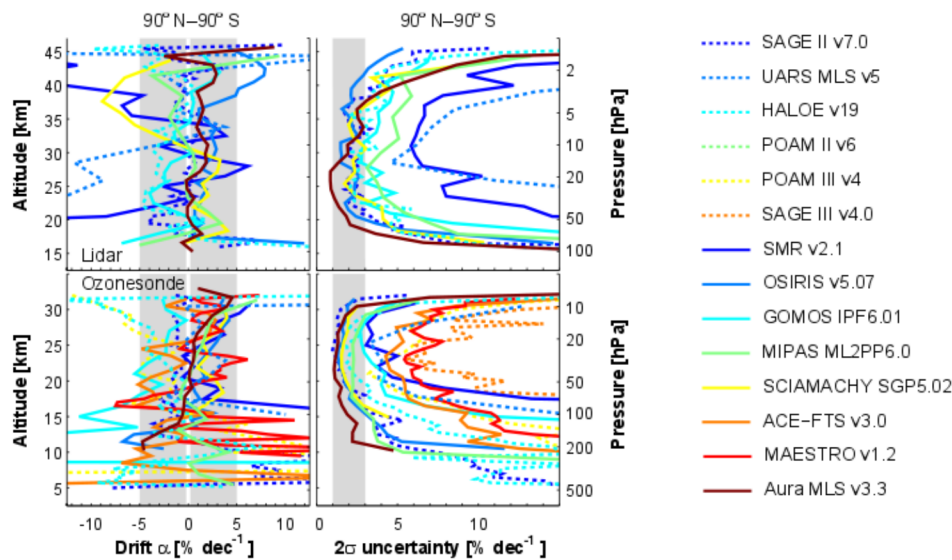 90° N–90° S
90° N–90° S
45
40
35
30
25
20
15
Altitude [km]
Lidar
2
5
10
20
50
100
Pressure [hPa]
Ozonesonde
30
25
20
15
10
5
Altitude [km]
10
20
50
100
200
500
Pressure [hPa]
-10
-5
0
5
10
0
5
10
Drift α [% dec⁻¹]
2σ uncertainty [% dec⁻¹]
SAGE II v7.0
UARS MLS v5
HALOE v19
POAM II v6
POAM III v4
SAGE III v4.0
SMR v2.1
OSIRIS v5.07
GOMOS IPF6.01
MIPAS ML2PP6.0
SCIAMACHY SGP5.02
ACE–FTS v3.0
MAESTRO v1.2
Aura MLS v3.3